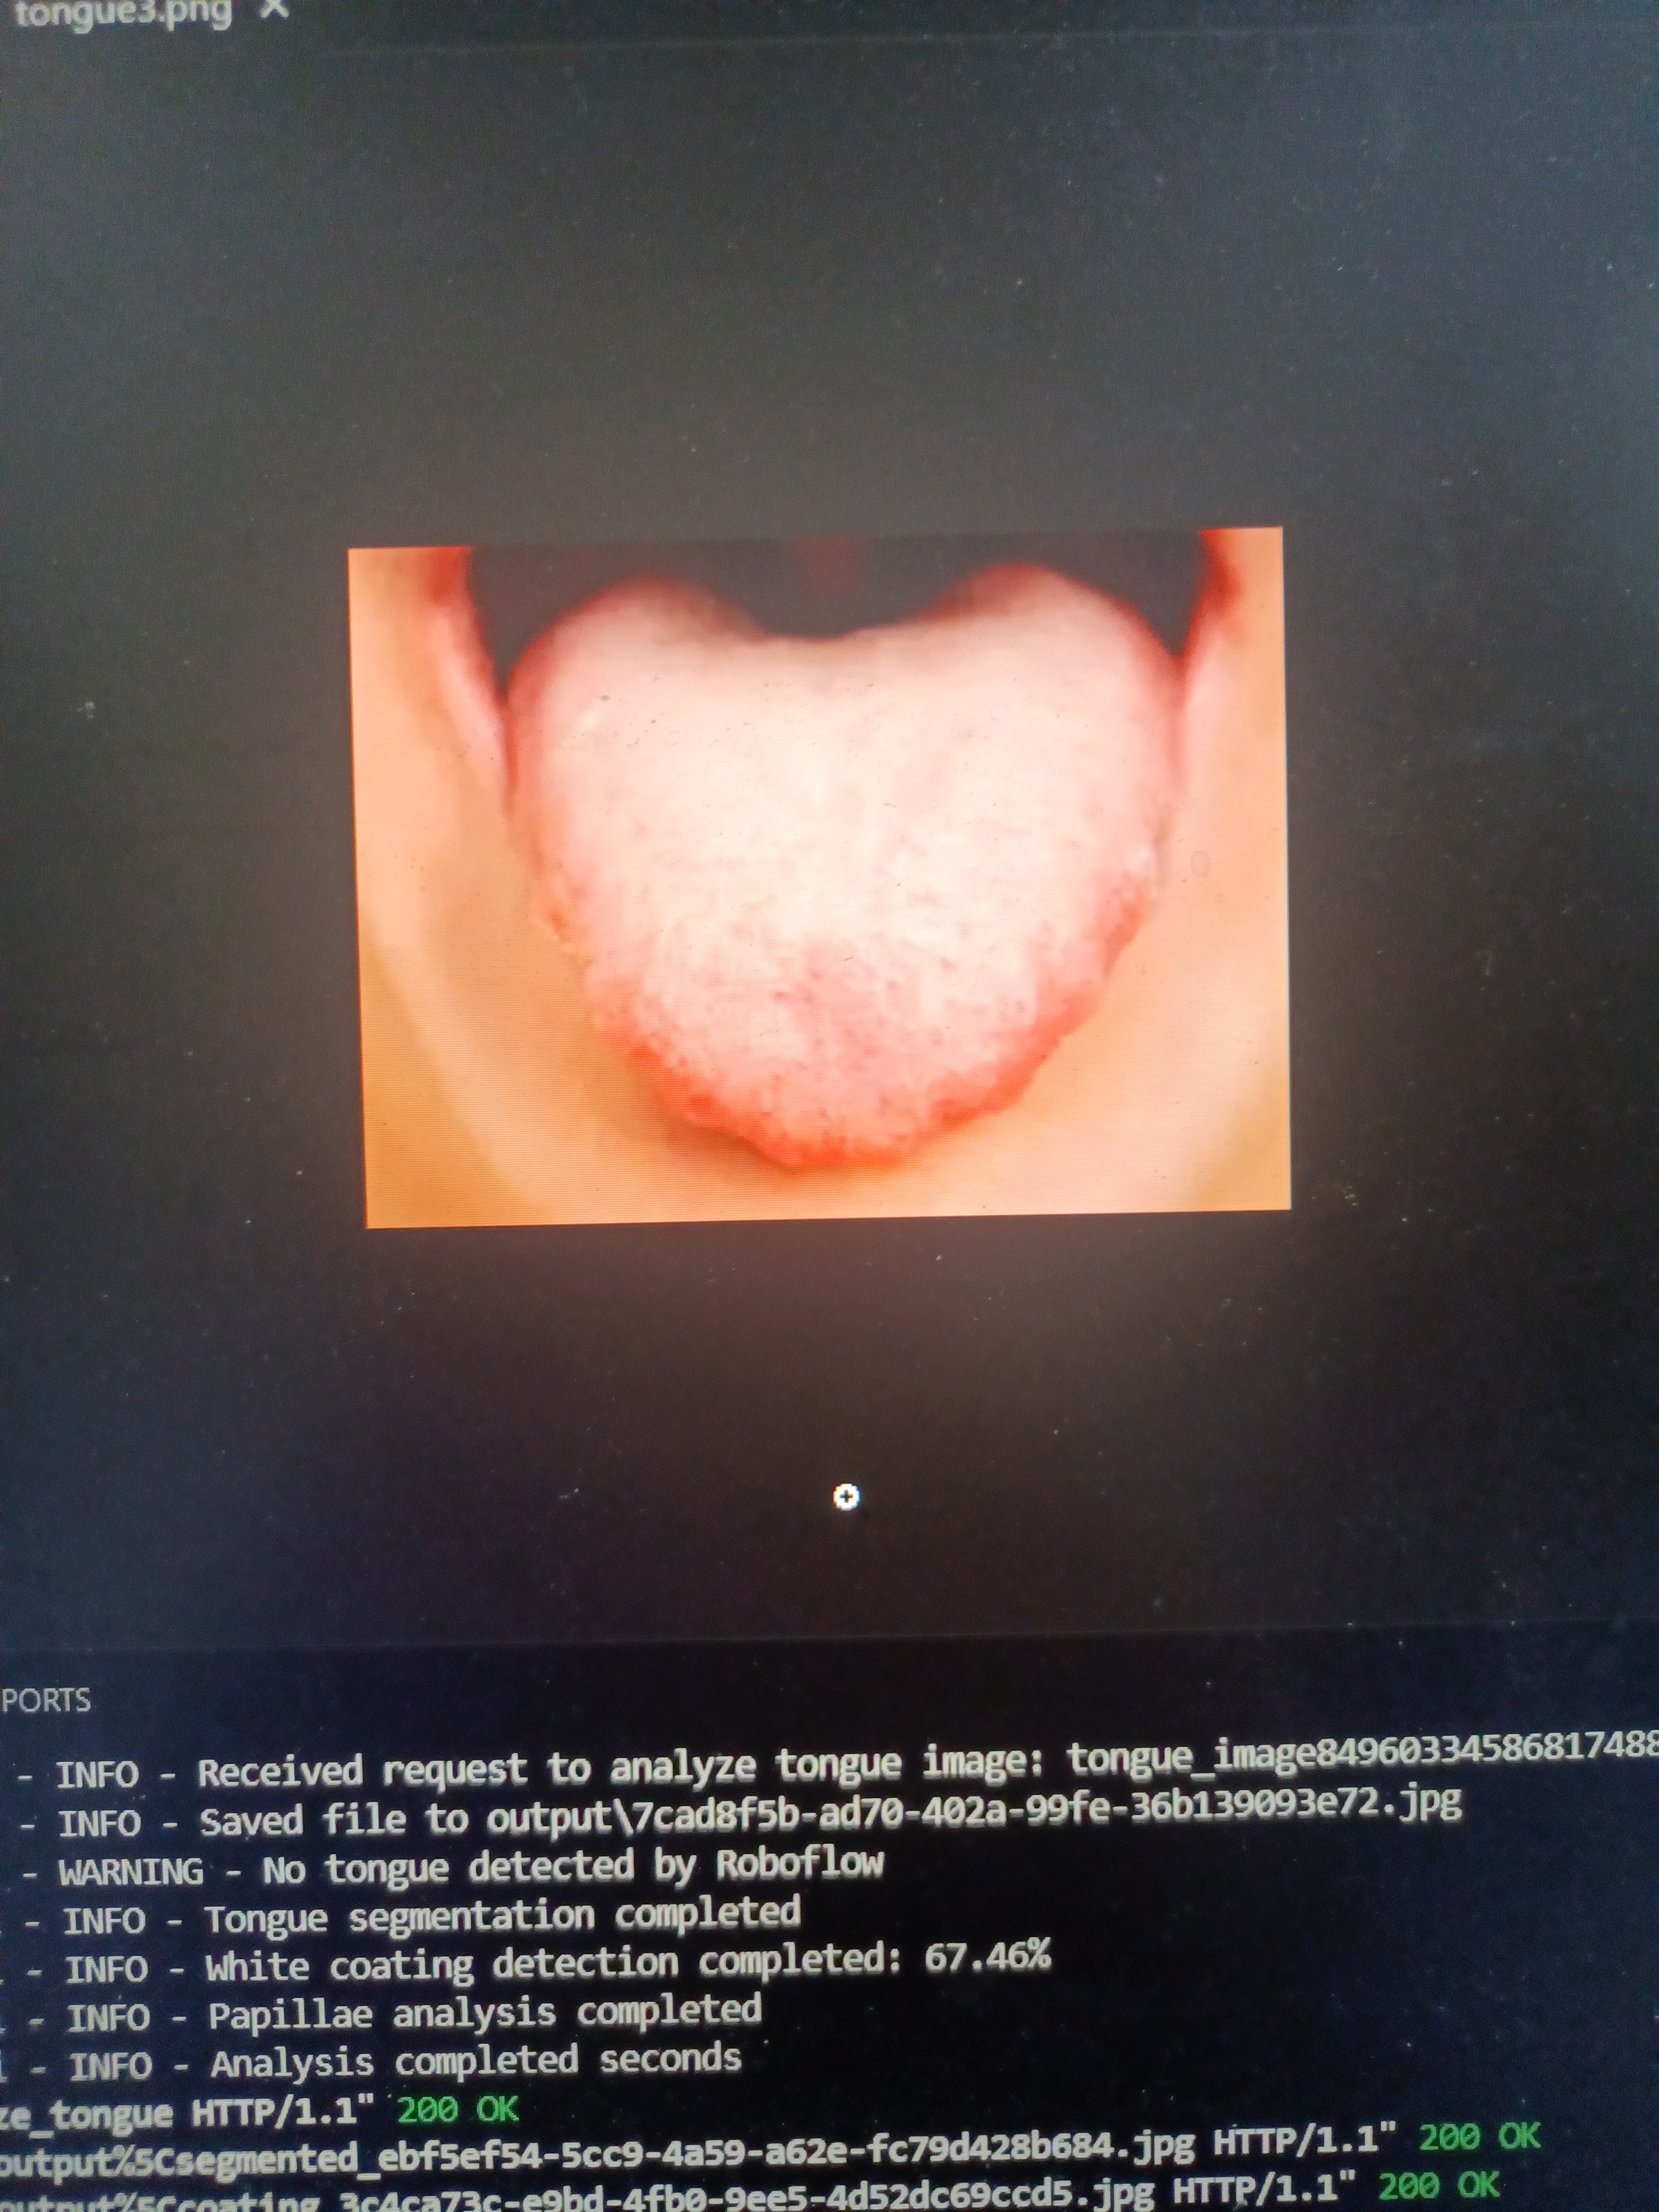 tongue3.png X
PORTS
- INFO - Received request to analyze tongue image: tongue_image84960334586817488
- INFO - Saved file to output\7cad8f5b-ad70-402a-99fe-36b139093e72.jpg
- WARNING - No tongue detected by Roboflow
- INFO - Tongue segmentation completed
- INFO - White coating detection completed: 67.46%
- INFO - Papillae analysis completed
- INFO - Analysis completed seconds
ze_tongue HTTP/1.1" 200 OK
output%5Csegmented_ebf5ef54-5cc9-4a59-a62e-fc79d428b684.jpg HTTP/1.1" 200 OK
output%5Ccoating_3c4ca73c-e9bd-4fb0-9ee5-4d52dc69ccd5.jpg HTTP/1.1" 200 OK